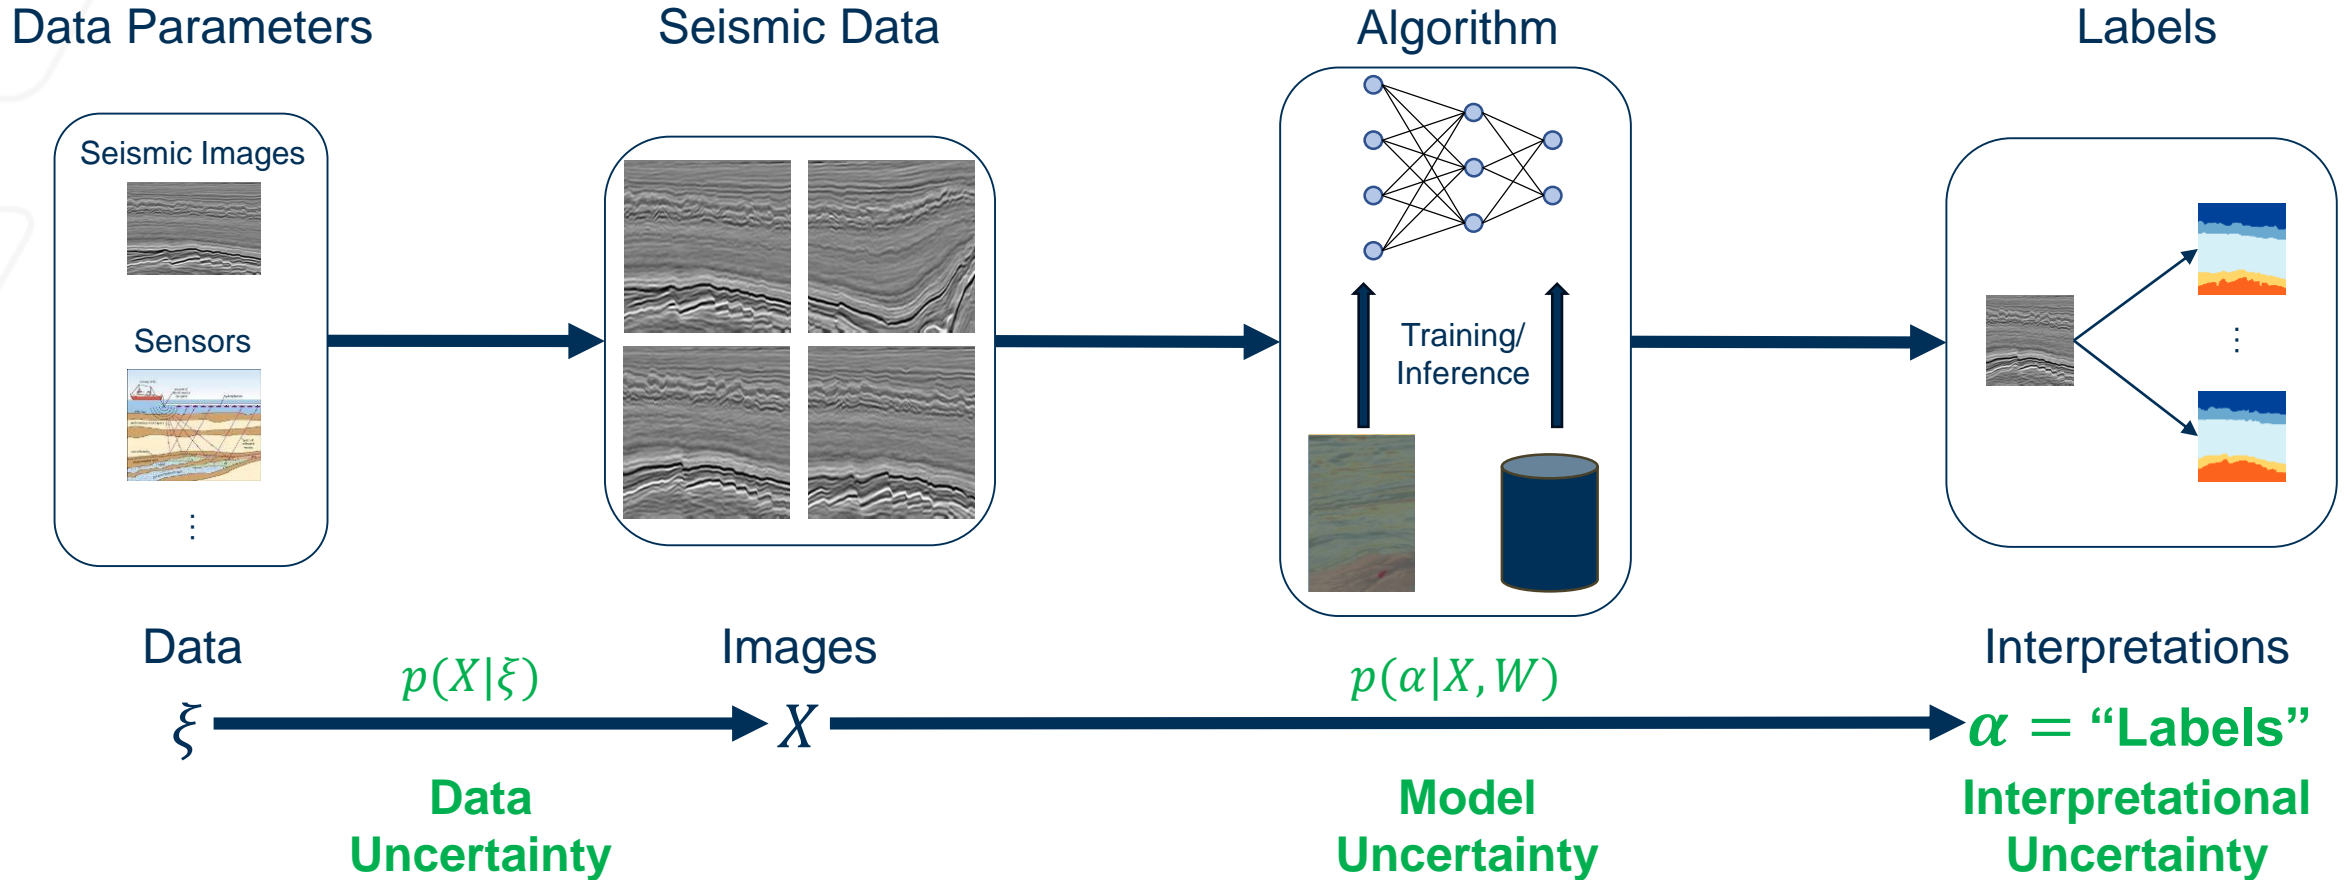 Data Parameters
Seismic Data
Algorithm
Labels
Seismic Images
Sensors
⋮
Training/
Inference
⋮
Data
Images
Interpretations
p(X|ξ)
p(α|X, W)
ξ
X
α = “Labels”
Data
Uncertainty
Model
Uncertainty
Interpretational
Uncertainty